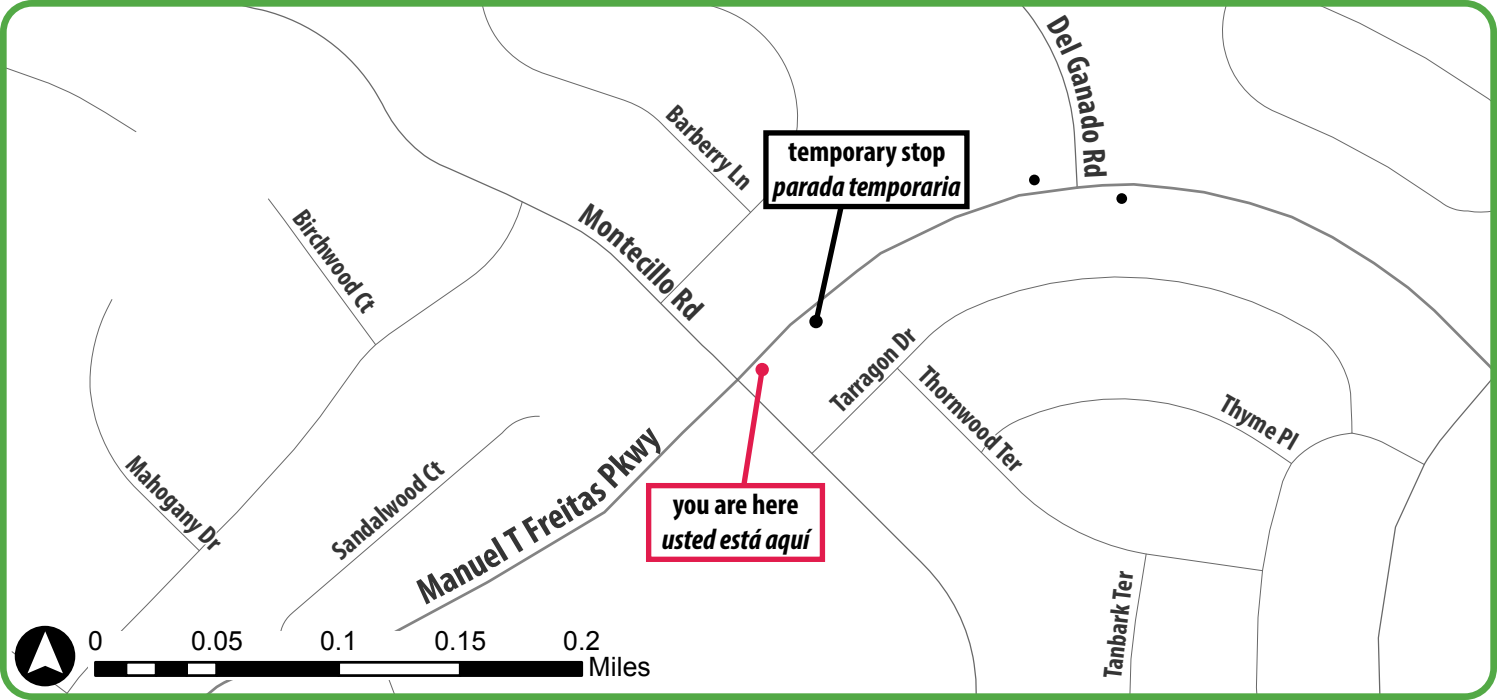 Del Ganado Rd
Barberry Ln
temporary stop
parada temporaria
Montecillo Rd
Birchwood Ct
Tarragon Dr
Thornwood Ter
Thyme Pl
Mahogany Dr
Sandalwood Ct
Manuel T Freitas Pkwy
you are here
usted está aquí
Tanbark Ter
0 0.05 0.1 0.15 0.2
Miles